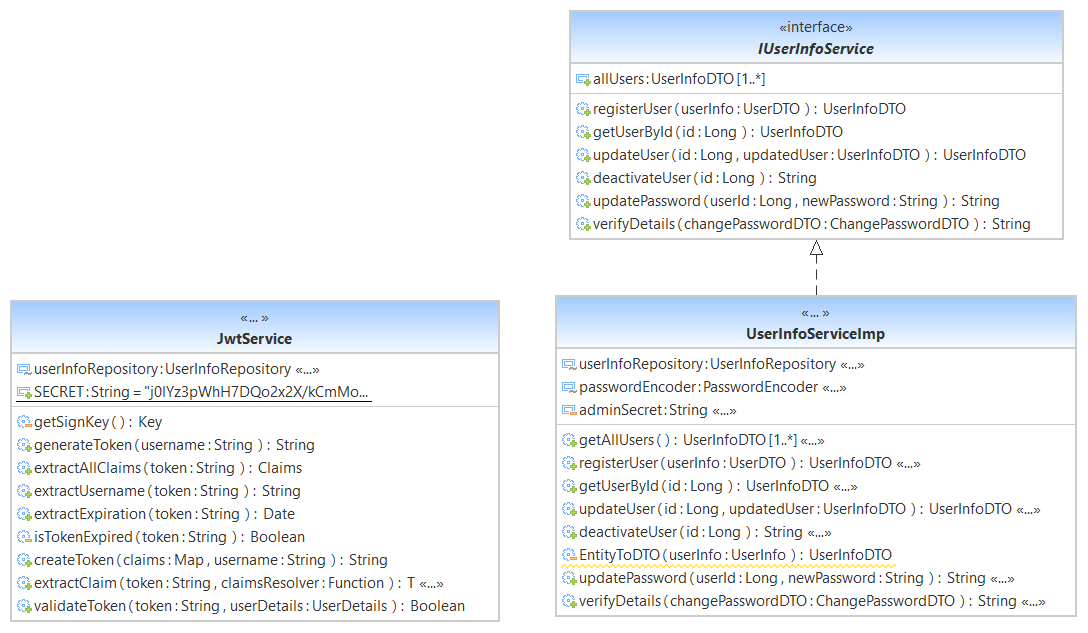 «interface»
IUserInfoService
allUsers:UserInfoDTO [1..*]
registerUser (userInfo : UserDTO ) : UserInfoDTO
getUserById (id : Long ) : UserInfoDTO
updateUser (id : Long , updatedUser : UserInfoDTO ) : UserInfoDTO
deactivateUser (id : Long ) : String
updatePassword (userId : Long , newPassword : String ) : String
verifyDetails (changePasswordDTO : ChangePasswordDTO ) : String
«... »
JwtService
userInfoRepository:UserInfoRepository «...»
SECRET:String = "j0lYz3pWhH7DQo2x2X/kCmMo...
getSignKey ( ) : Key
generateToken (username : String ) : String
extractAllClaims (token : String ) : Claims
extractUsername (token : String ) : String
extractExpiration (token : String ) : Date
isTokenExpired (token : String ) : Boolean
createToken (claims : Map , username : String ) : String
extractClaim (token : String , claimsResolver : Function ) : T «...»
validateToken (token : String , userDetails : UserDetails ) : Boolean
«... »
UserInfoServiceImp
userInfoRepository:UserInfoRepository «...»
passwordEncoder:PasswordEncoder «...»
adminSecret:String «...»
getAllUsers ( ) : UserInfoDTO [1..*] «...»
registerUser (userInfo : UserDTO ) : UserInfoDTO «...»
getUserById (id : Long ) : UserInfoDTO «...»
updateUser (id : Long , updatedUser : UserInfoDTO ) : UserInfoDTO «...»
deactivateUser (id : Long ) : String «...»
EntityToDTO (userInfo : UserInfo ) : UserInfoDTO
updatePassword (userId : Long , newPassword : String ) : String «...»
verifyDetails (changePasswordDTO : ChangePasswordDTO ) : String «...»